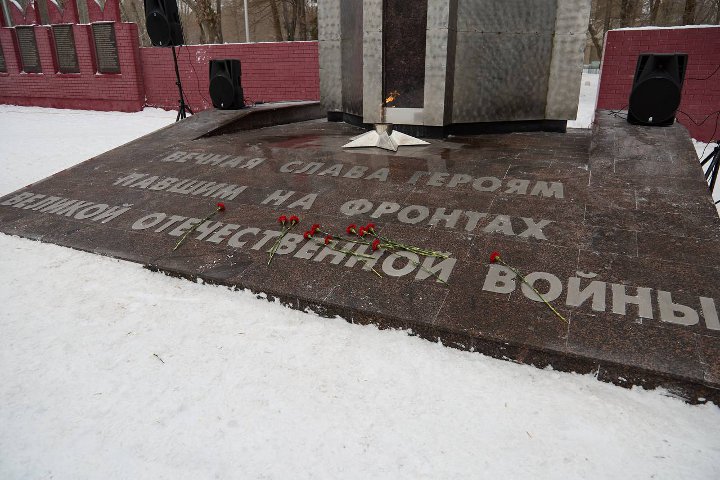 ВЕЧНАЯ СЛАВА ГЕРОЯМ
ПАВШИМ НА ФРОНТАХ
ВЕЛИКОЙ ОТЕЧЕСТВЕННОЙ ВОЙНЫ